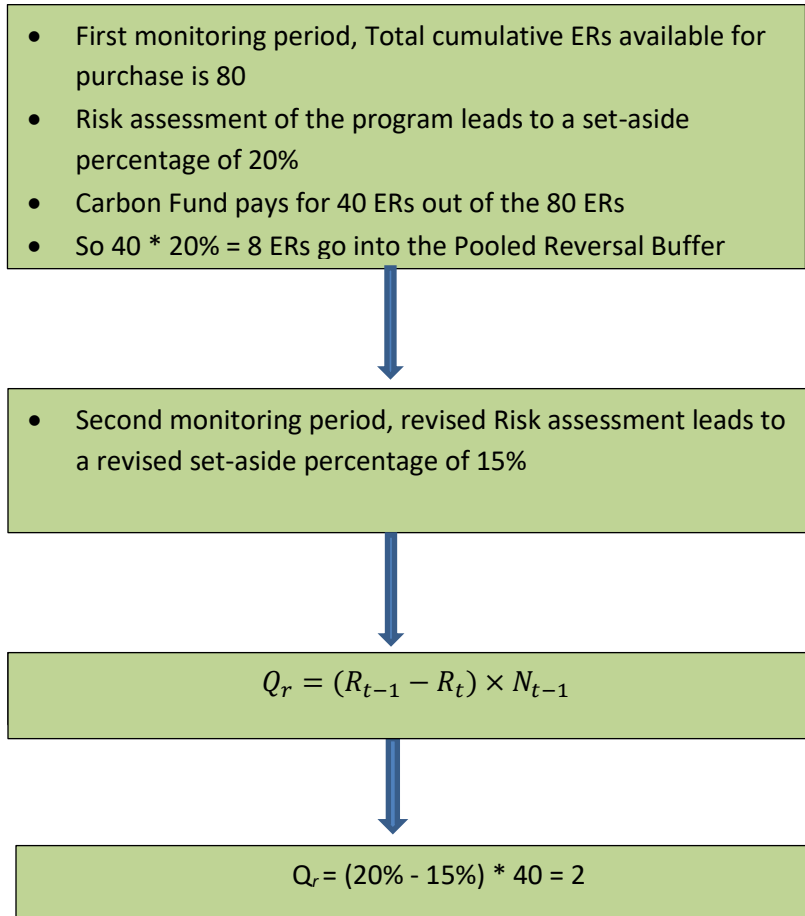 • First monitoring period, Total cumulative ERs available for
purchase is 80
• Risk assessment of the program leads to a set-aside
percentage of 20%
• Carbon Fund pays for 40 ERs out of the 80 ERs
• So 40 * 20% = 8 ERs go into the Pooled Reversal Buffer
• Second monitoring period, revised Risk assessment leads to
a revised set-aside percentage of 15%
Qᵣ = (Rₜ₋₁ − Rₜ) × Nₜ₋₁
Qᵣ = (20% - 15%) * 40 = 2